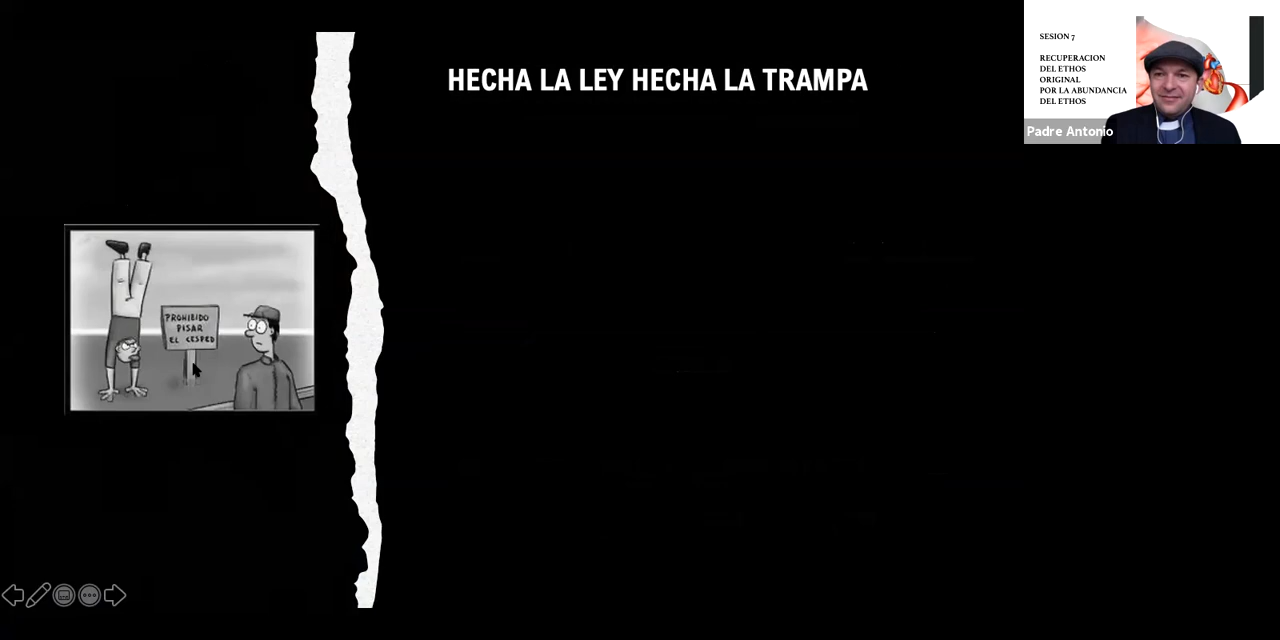 HECHA LA LEY HECHA LA TRAMPA
PROHIBIDO
PISAR
EL CESPED
SESION 7
RECUPERACION
DEL ETHOS
ORIGINAL
POR LA ABUNDANCIA
DEL ETHOS
Padre Antonio